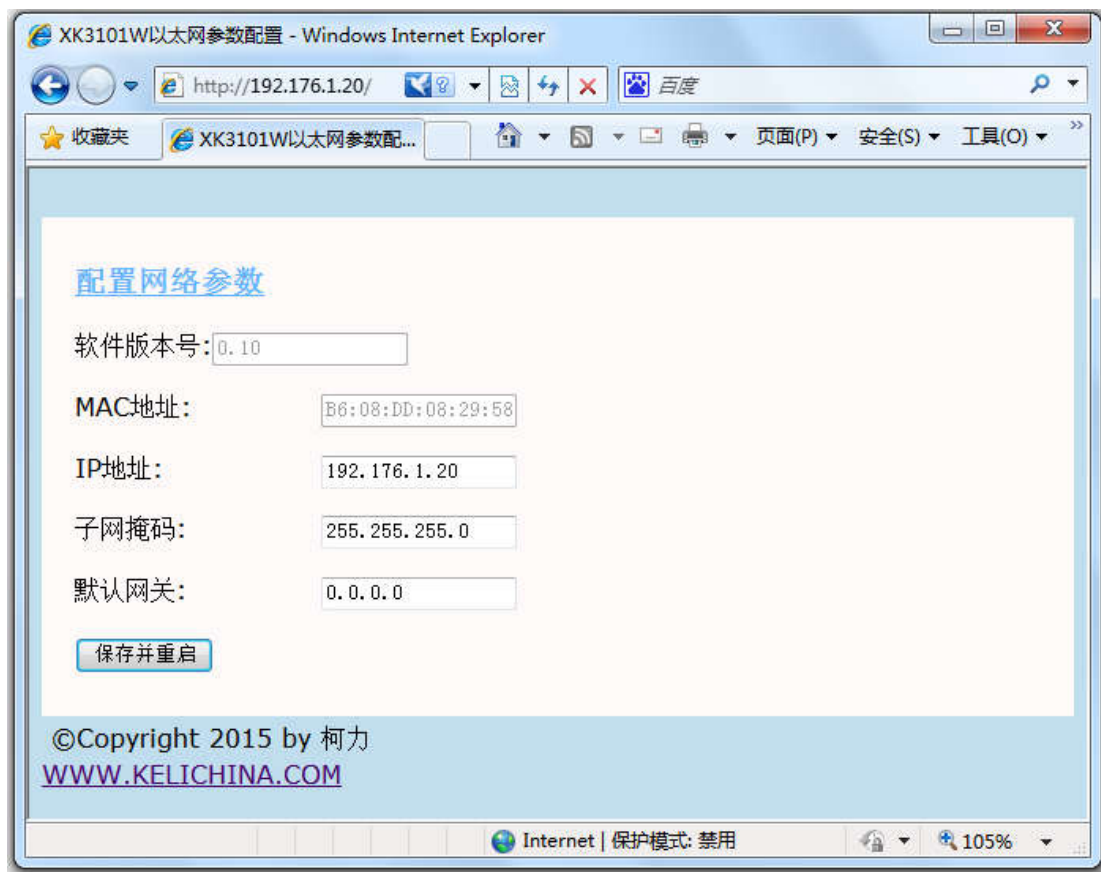 XK3101W以太网参数配置 - Windows Internet Explorer
http://192.176.1.20/
百度
收藏夹
XK3101W以太网参数配...
页面(P)
安全(S)
工具(O)
配置网络参数
软件版本号:0.10
MAC地址: B6:08:DD:08:29:58
IP地址: 192.176.1.20
子网掩码: 255.255.255.0
默认网关: 0.0.0.0
保存并重启
©Copyright 2015 by 柯力
WWW.KELICHINA.COM
Internet | 保护模式: 禁用
105%